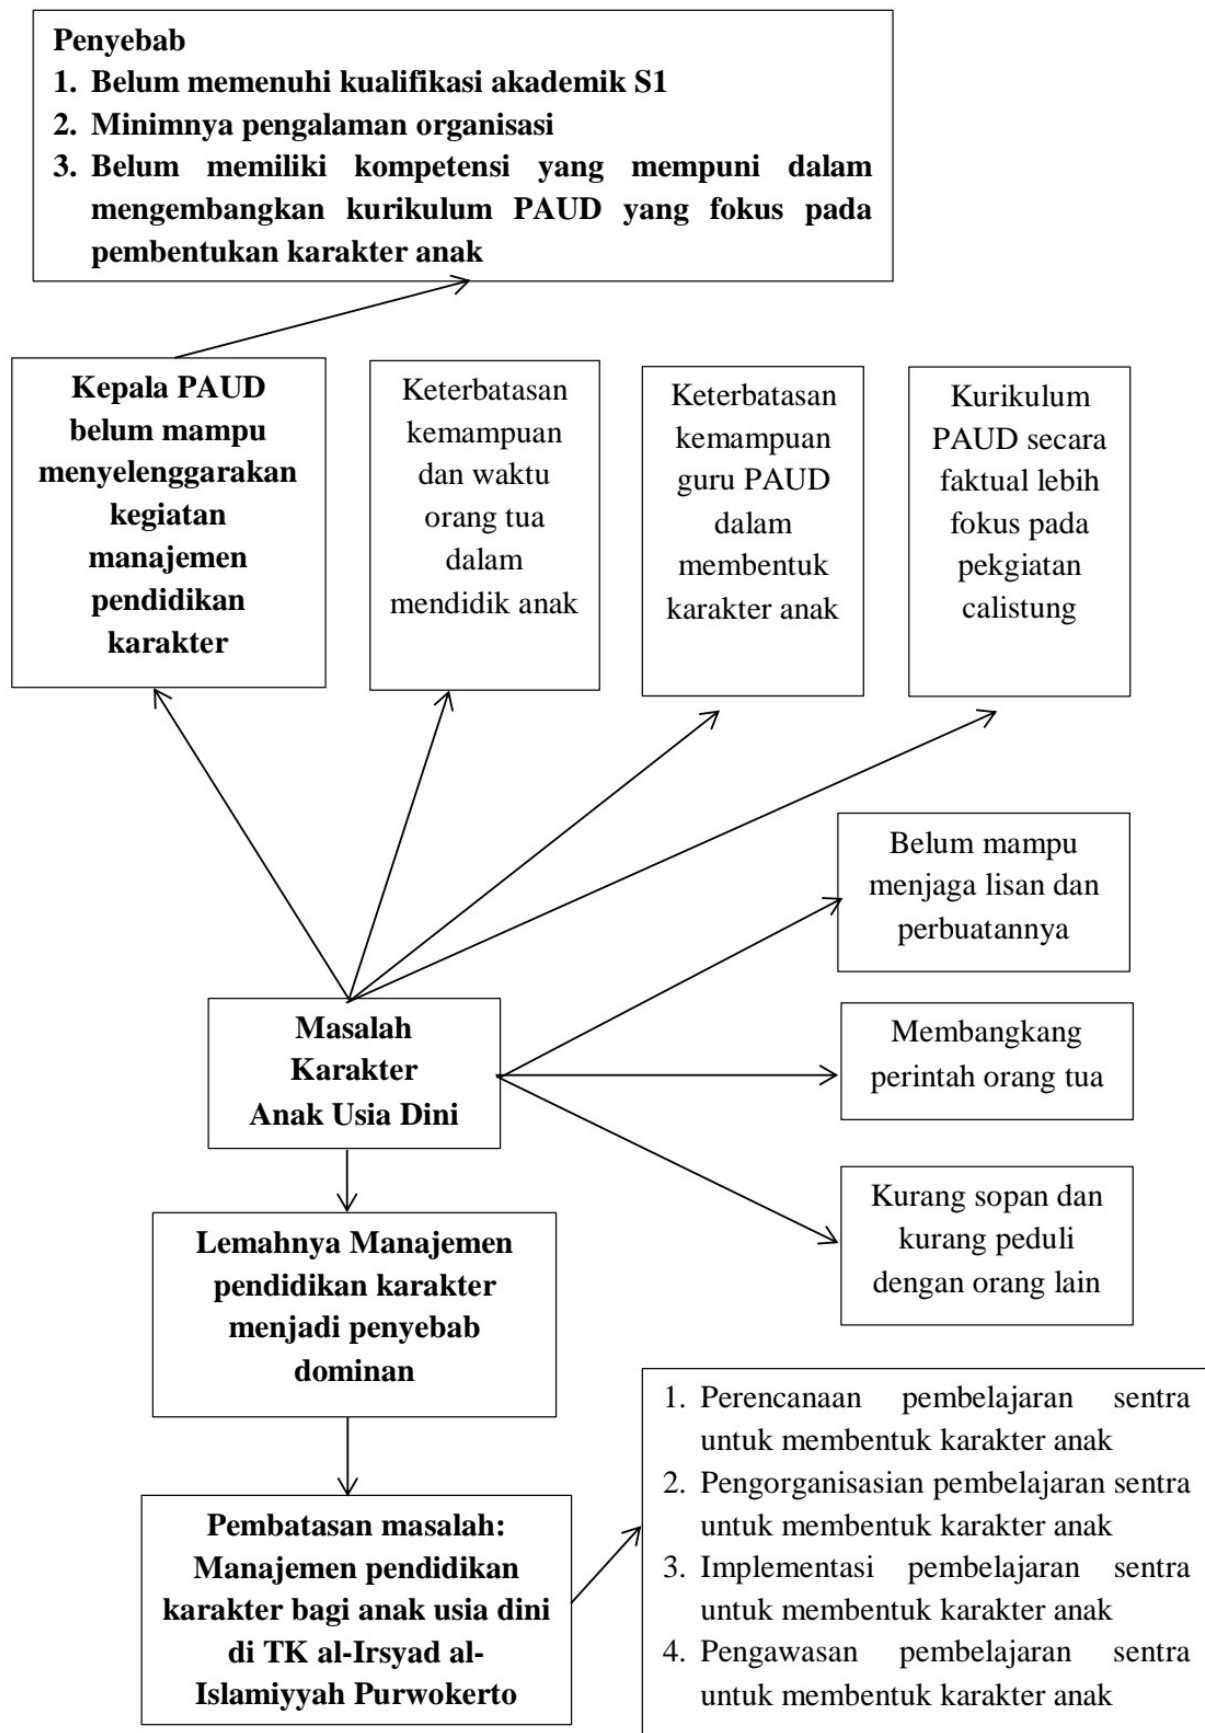 Penyebab
1. Belum memenuhi kualifikasi akademik S1
2. Minimnya pengalaman organisasi
3. Belum memiliki kompetensi yang mempuni dalam
mengembangkan kurikulum PAUD yang fokus pada
pembentukan karakter anak
Kepala PAUD
belum mampu
menyelenggarakan
kegiatan
manajemen
pendidikan
karakter
Keterbatasan
kemampuan
dan waktu
orang tua
dalam
mendidik anak
Keterbatasan
kemampuan
guru PAUD
dalam
membentuk
karakter anak
Kurikulum
PAUD secara
faktual lebih
fokus pada
pekgiatan
calistung
Belum mampu
menjaga lisan dan
perbuatannya
Masalah
Karakter
Anak Usia Dini
Membangkang
perintah orang tua
Kurang sopan dan
kurang peduli
dengan orang lain
Lemahnya Manajemen
pendidikan karakter
menjadi penyebab
dominan
Pembatasan masalah:
Manajemen pendidikan
karakter bagi anak usia dini
di TK al-Irsyad al-
Islamiyyah Purwokerto
1. Perencanaan pembelajaran sentra
untuk membentuk karakter anak
2. Pengorganisasian pembelajaran sentra
untuk membentuk karakter anak
3. Implementasi pembelajaran sentra
untuk membentuk karakter anak
4. Pengawasan pembelajaran sentra
untuk membentuk karakter anak